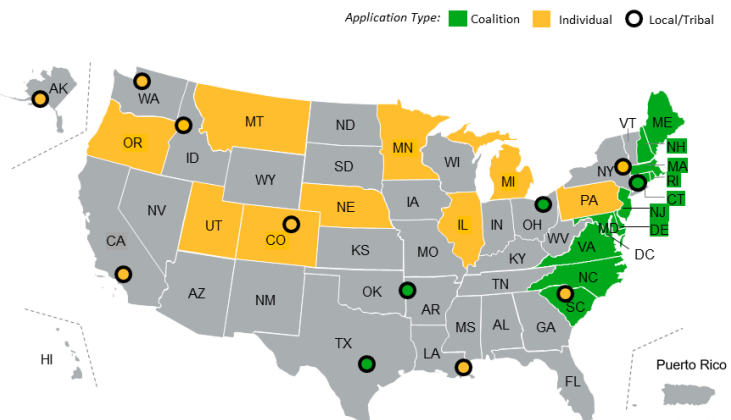 Application Type: Coalition Individual Local/Tribal
AK
WA
VT
ME
MT
ND
OR
MN
NH
ID
SD
WI
NY
MA
MI
RI
WY
CT
IA
NE
PA
NJ
NV
UT
IL
IN
OH
MD
DE
CO
CA
WV
VA
DC
KS
MO
KY
NC
TN
OK
AZ
NM
AR
SC
MS
AL
GA
TX
LA
HI
Puerto Rico
FL